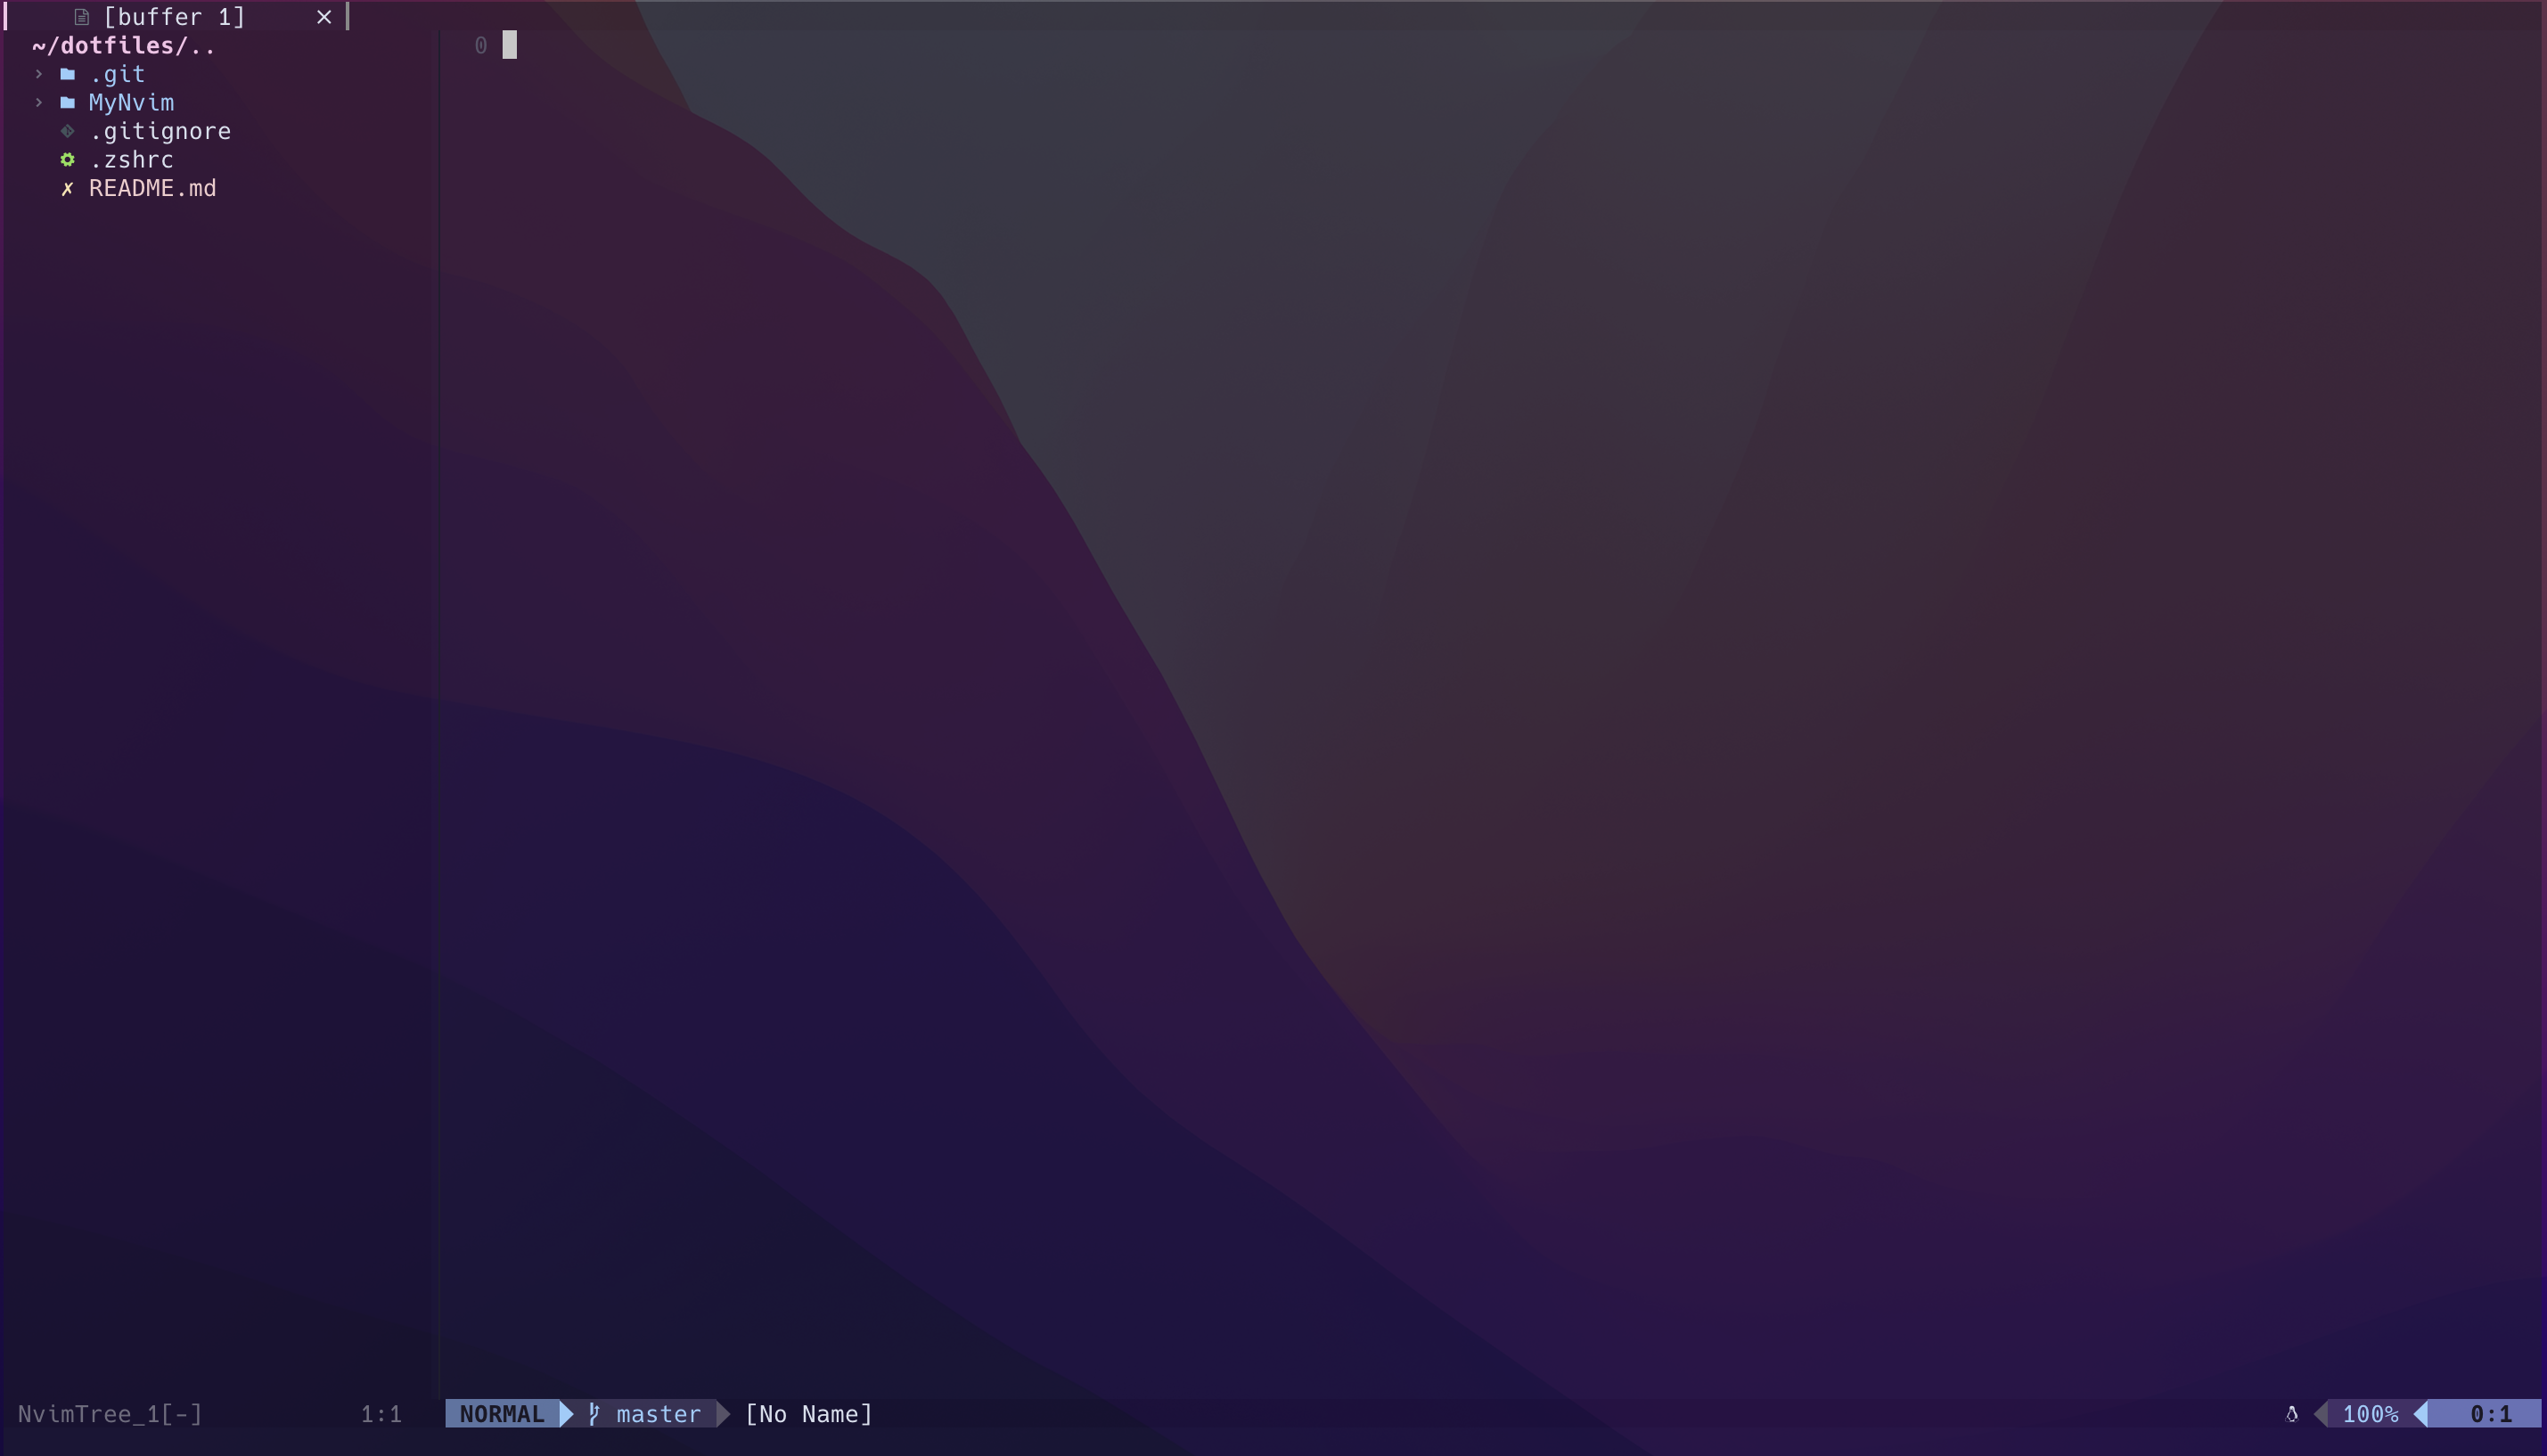 [buffer 1]
~/dotfiles/..
.git
MyNvim
.gitignore
.zshrc
README.md
0
NvimTree_1[-] 1:1
NORMAL master [No Name] 100% 0:1